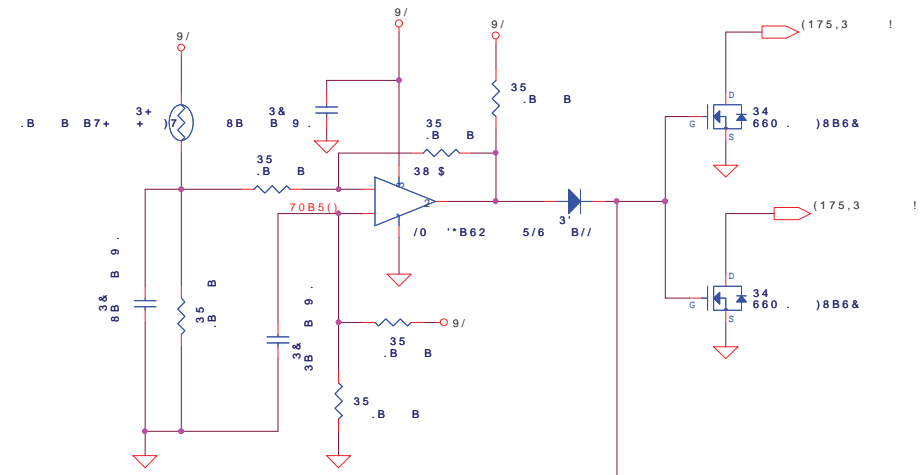 9/
9/
9/
(175,3 !
3+
.B B B7+ + )7
3&
8B B 9 .
35
.B B
35
.B B
35
.B B
D
G
S
34
660 . )8B6&
38 $
3
2
1
70B5()
3'
/0 '*B62 5/6 B//
(175,3 !
D
G
S
34
660 . )8B6&
3&
8B B 9 .
35
.B B
3&
3B B 9 .
9/
35
.B B
35
.B B